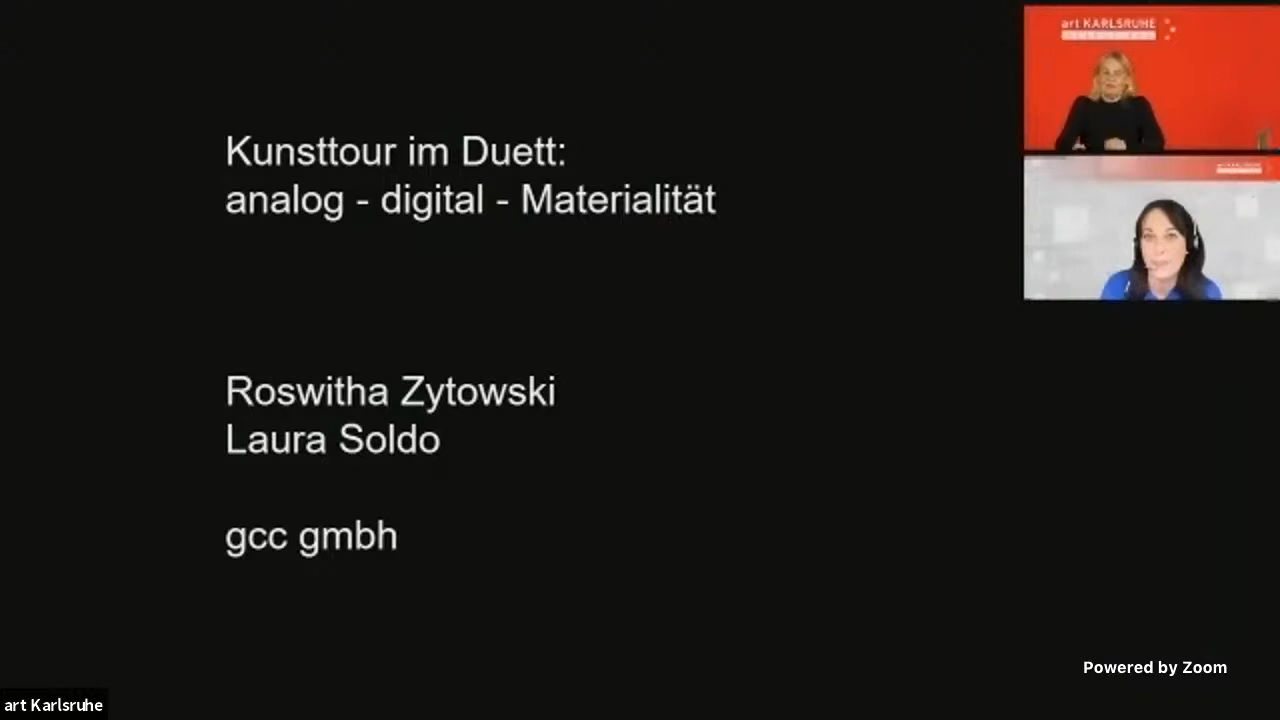 Kunsttour im Duett:
analog - digital - Materialität
Roswitha Zytowski
Laura Soldo
gcc gmbh
art KARLSRUHE
Powered by Zoom
art Karlsruhe